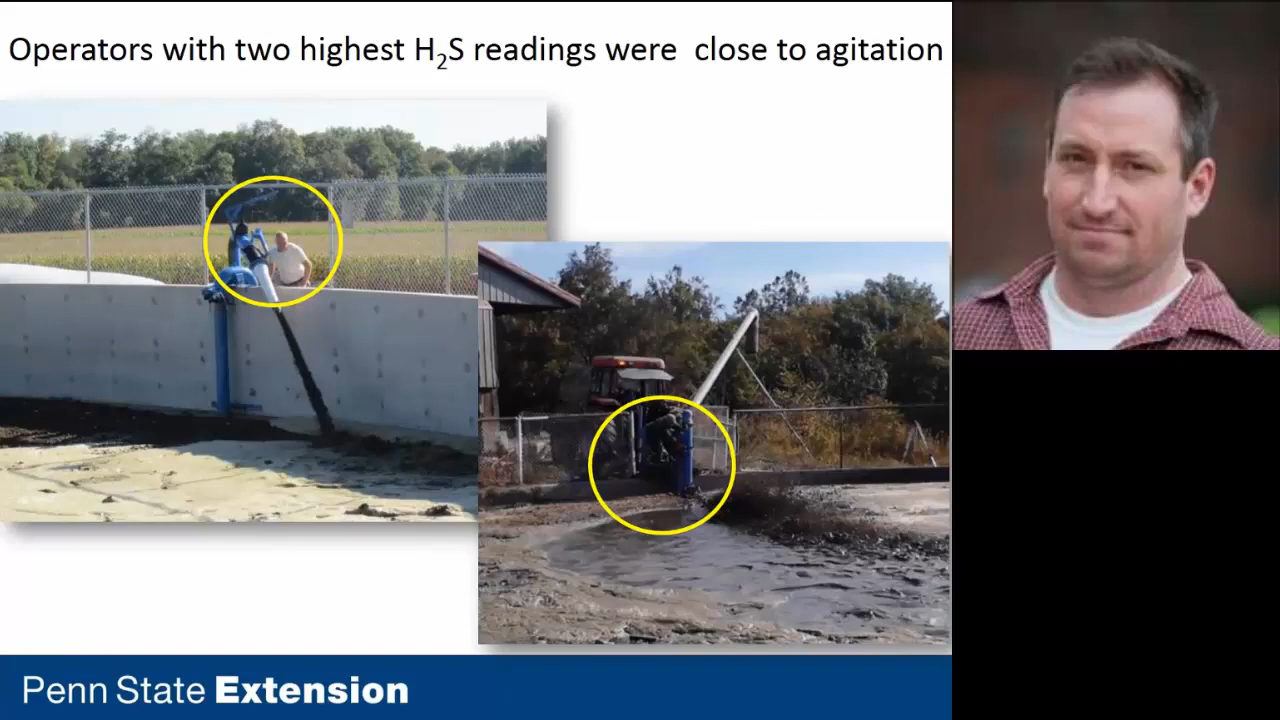 Operators with two highest H₂S readings were close to agitation
Penn State Extension